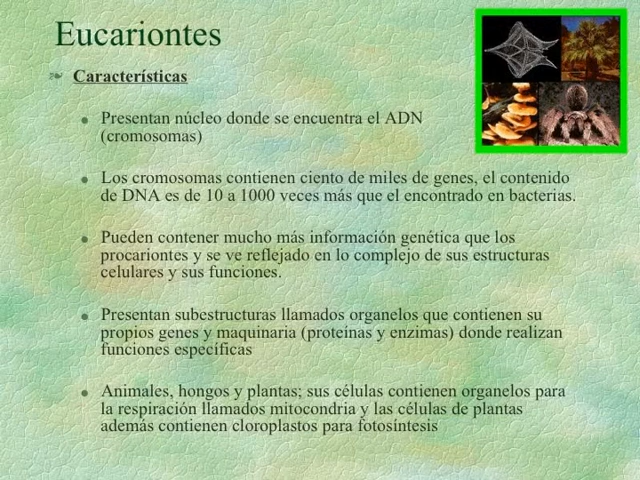 Eucariontes
Características
Presentan núcleo donde se encuentra el ADN
(cromosomas)
Los cromosomas contienen ciento de miles de genes, el contenido
de DNA es de 10 a 1000 veces más que el encontrado en bacterias.
Pueden contener mucho más información genética que los
procariontes y se ve reflejado en lo complejo de sus estructuras
celulares y sus funciones.
Presentan subestructuras llamados organelos que contienen su
propios genes y maquinaria (proteínas y enzimas) donde realizan
funciones específicas
Animales, hongos y plantas; sus células contienen organelos para
la respiración llamados mitocondria y las células de plantas
además contienen cloroplastos para fotosíntesis